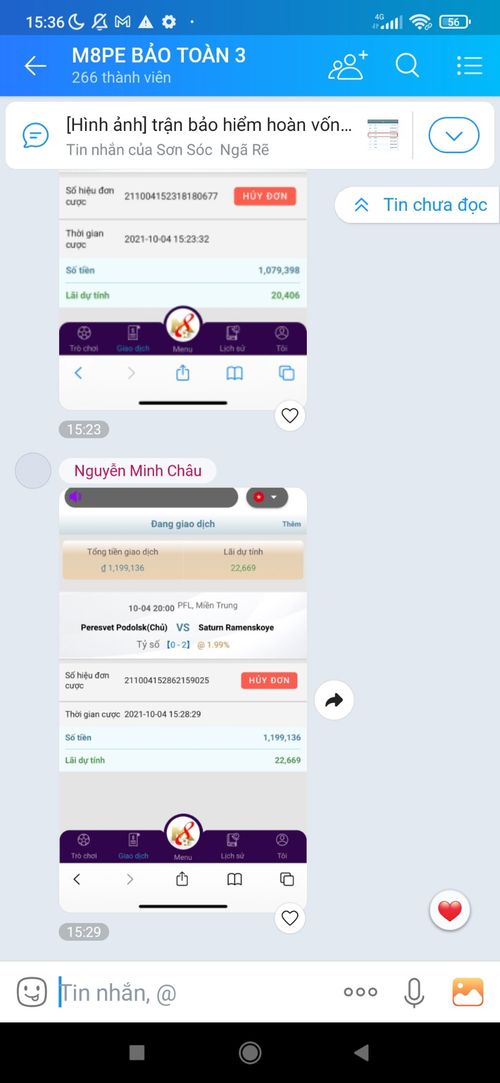 15:36
4G
56
M8PE BẢO TOÀN 3
266 thành viên
[Hình ảnh] trận bảo hiểm hoàn vốn...
Tin nhắn của Sơn Sóc Ngã Rẽ
Tin chưa đọc
Số hiệu đơn cược 211004152318180677 HỦY ĐƠN
Thời gian cược 2021-10-04 15:23:32
Số tiền 1,079,398
Lãi dự tính 20,406
Trò chơi Giao dịch Menu Lịch sử Tôi
15:23
Nguyễn Minh Châu
Đang giao dịch Thêm
Tổng tiền giao dịch Lãi dự tính
₫ 1,199,136 22,669
10-04 20:00 PFL, Miền Trung
Peresvet Podolsk(Chủ) VS Saturn Ramenskoye
Tỷ số [0 - 2] @ 1.99%
Số hiệu đơn cược 211004152862159025 HỦY ĐƠN
Thời gian cược 2021-10-04 15:28:29
Số tiền 1,199,136
Lãi dự tính 22,669
Trò chơi Giao dịch Menu Lịch sử Tôi
15:29
Tin nhắn, @